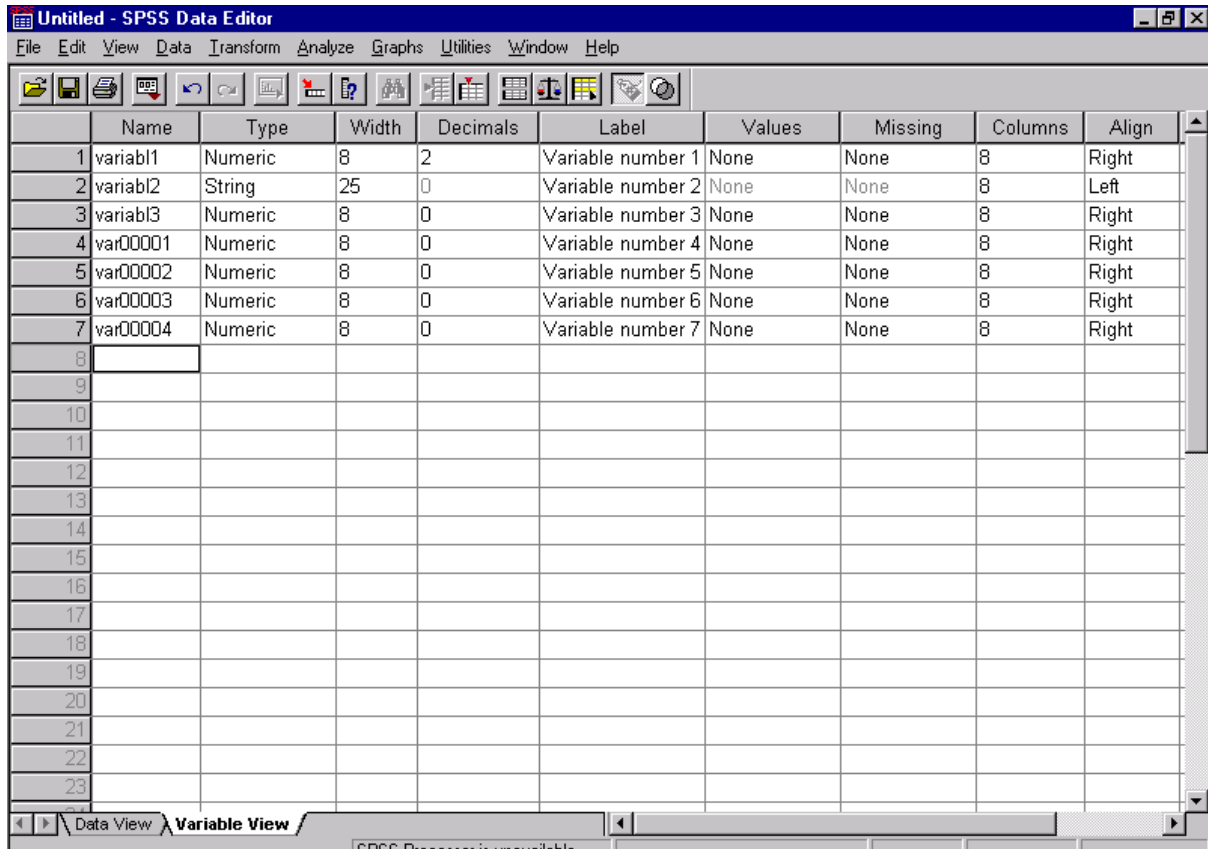 Untitled - SPSS Data Editor
File Edit View Data Transform Analyze Graphs Utilities Window Help
Name Type Width Decimals Label Values Missing Columns Align
1 variabl1 Numeric 8 2 Variable number 1 None None 8 Right
2 variabl2 String 25 0 Variable number 2 None None 8 Left
3 variabl3 Numeric 8 0 Variable number 3 None None 8 Right
4 var00001 Numeric 8 0 Variable number 4 None None 8 Right
5 var00002 Numeric 8 0 Variable number 5 None None 8 Right
6 var00003 Numeric 8 0 Variable number 6 None None 8 Right
7 var00004 Numeric 8 0 Variable number 7 None None 8 Right
8
9
10
11
12
13
14
15
16
17
18
19
20
21
22
23
Data View Variable View
SPSS Processor is unavailable